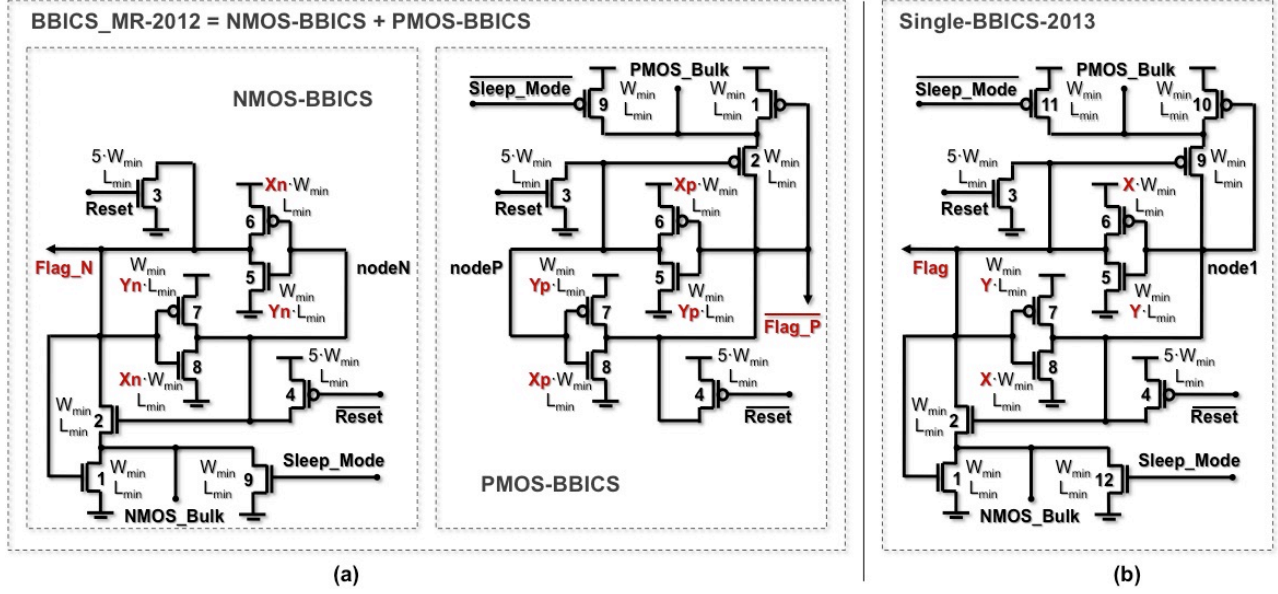 BBICS_MR-2012 = NMOS-BBICS + PMOS-BBICS
NMOS-BBICS
5·Wmin
Lmin
3
Reset
Xn·Wmin
Lmin
6
Flag_N
nodeN
Wmin
Yn·Lmin
7
5
Wmin
Yn·Lmin
Xn·Wmin
Lmin
8
5·Wmin
Lmin
4
Reset
Wmin
Lmin
2
1
Wmin
Lmin
Wmin
Lmin
9
Sleep_Mode
NMOS_Bulk
PMOS_Bulk
Sleep_Mode
9
Wmin
Lmin
Wmin
Lmin
1
5·Wmin
Lmin
2
Wmin
Lmin
3
Reset
Xp·Wmin
Lmin
6
nodeP
Wmin
Yp·Lmin
7
5
Wmin
Yp·Lmin
Flag_P
Xp·Wmin
Lmin
8
5·Wmin
Lmin
4
Reset
PMOS-BBICS
(a)
Single-BBICS-2013
PMOS_Bulk
Sleep_Mode
11
Wmin
Lmin
Wmin
Lmin
10
5·Wmin
Lmin
9
Wmin
Lmin
3
Reset
X·Wmin
Lmin
6
Flag
node1
Wmin
Y·Lmin
7
5
Wmin
Y·Lmin
X·Wmin
Lmin
8
5·Wmin
Lmin
4
Reset
Wmin
Lmin
2
1
Wmin
Lmin
Wmin
Lmin
12
Sleep_Mode
NMOS_Bulk
(b)